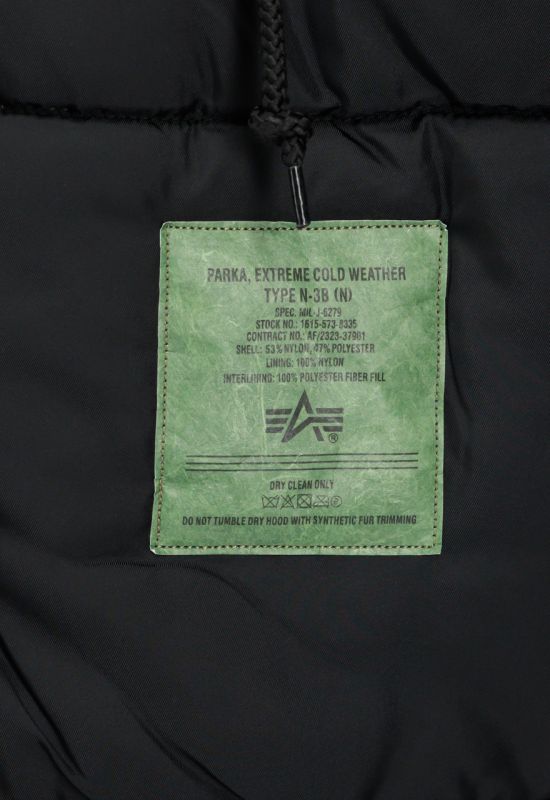 PARKA, EXTREME COLD WEATHER
TYPE N-3B (N)
SPEC. MIL-J-6279
STOCK NO.: 1615-573-8335
CONTRACT NO.: AF/2323-37981
SHELL: 53% NYLON, 47% POLYESTER
LINING: 100% NYLON
INTERLINING: 100% POLYESTER FIBER FILL
®
DRY CLEAN ONLY
DO NOT TUMBLE DRY HOOD WITH SYNTHETIC FUR TRIMMING